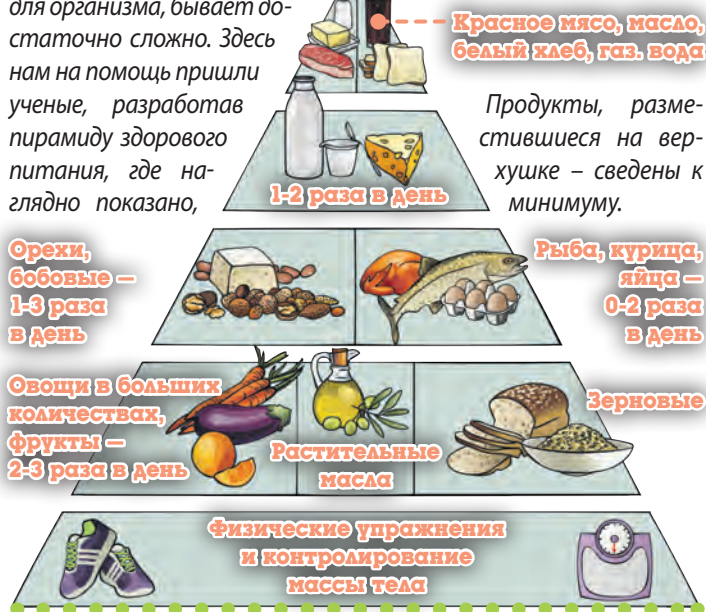 для организма, бывает до-
статочно сложно. Здесь
нам на помощь пришли
ученые, разработав
пирамиду здорового
питания, где на-
глядно показано,
Красное мясо, масло,
белый хлеб, газ. вода
Продукты, разме-
стившиеся на вер-
хушке – сведены к
минимуму.
1-2 раза в день
Орехи,
бобовые –
1-3 раза
в день
Рыба, курица,
яйца –
0-2 раза
в день
Овощи в больших
количествах,
фрукты –
2-3 раза в день
Растительные
масла
Зерновые
Физические упражнения
и контролирование
массы тела